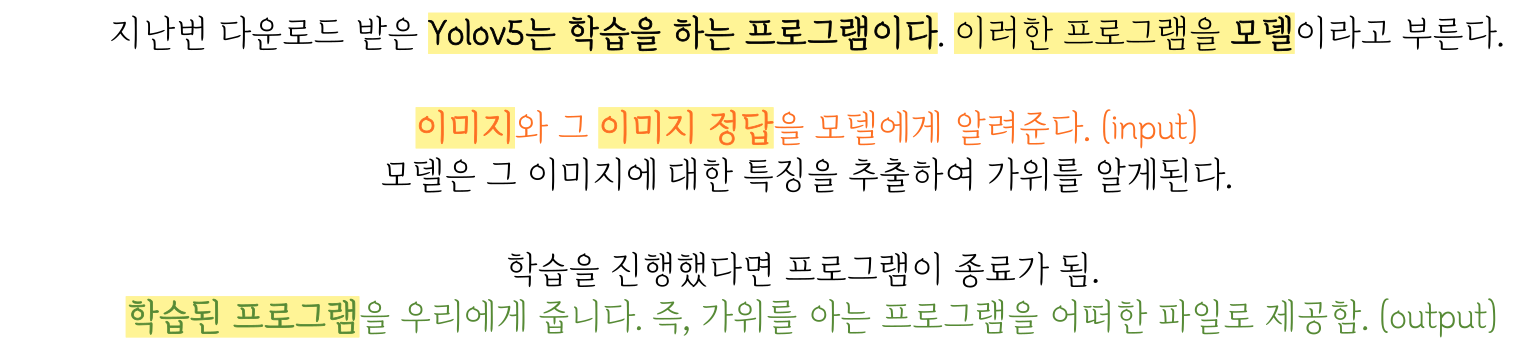 지난번 다운로드 받은 Yolov5는 학습을 하는 프로그램이다. 이러한 프로그램을 모델이라고 부른다.
이미지와 그 이미지 정답을 모델에게 알려준다. (input)
모델은 그 이미지에 대한 특징을 추출하여 가위를 알게된다.
학습을 진행했다면 프로그램이 종료가 됨.
학습된 프로그램을 우리에게 줍니다. 즉, 가위를 아는 프로그램을 어떠한 파일로 제공함. (output)